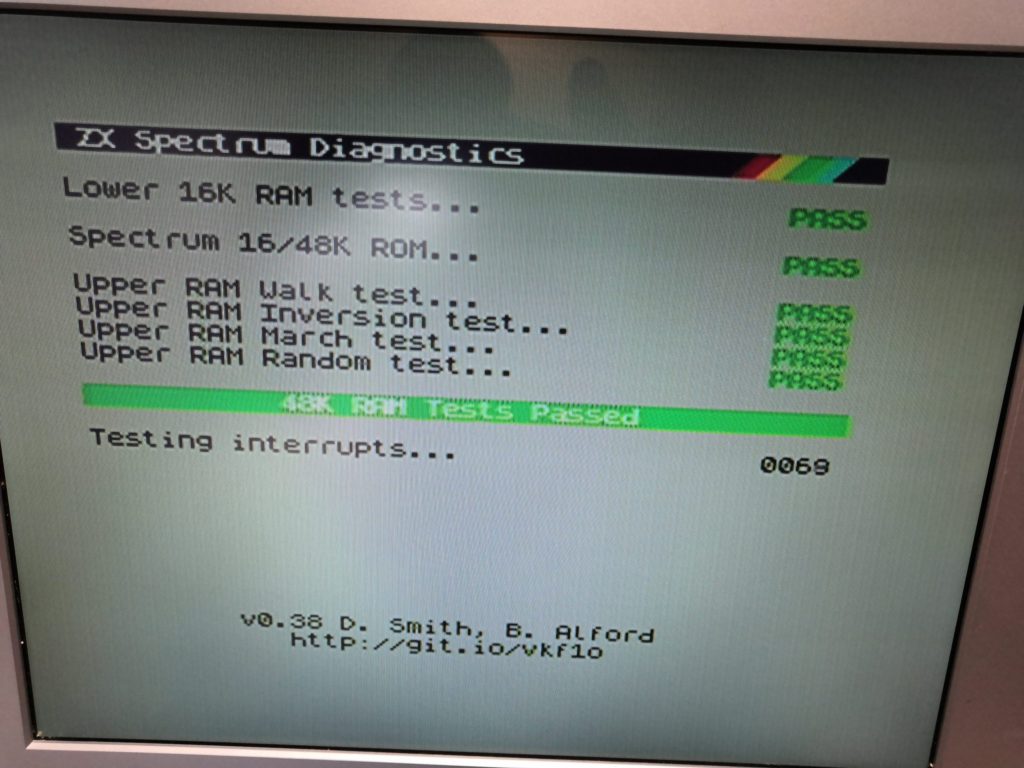 ZX Spectrum Diagnostics
Lower 16K RAM tests... PASS
Spectrum 16/48K ROM... PASS
Upper RAM Walk test... PASS
Upper RAM Inversion test... PASS
Upper RAM March test... PASS
Upper RAM Random test... PASS
48K RAM Tests Passed
Testing interrupts... 0069
v0.38 D. Smith, B. Alford
http://git.io/vkf1o